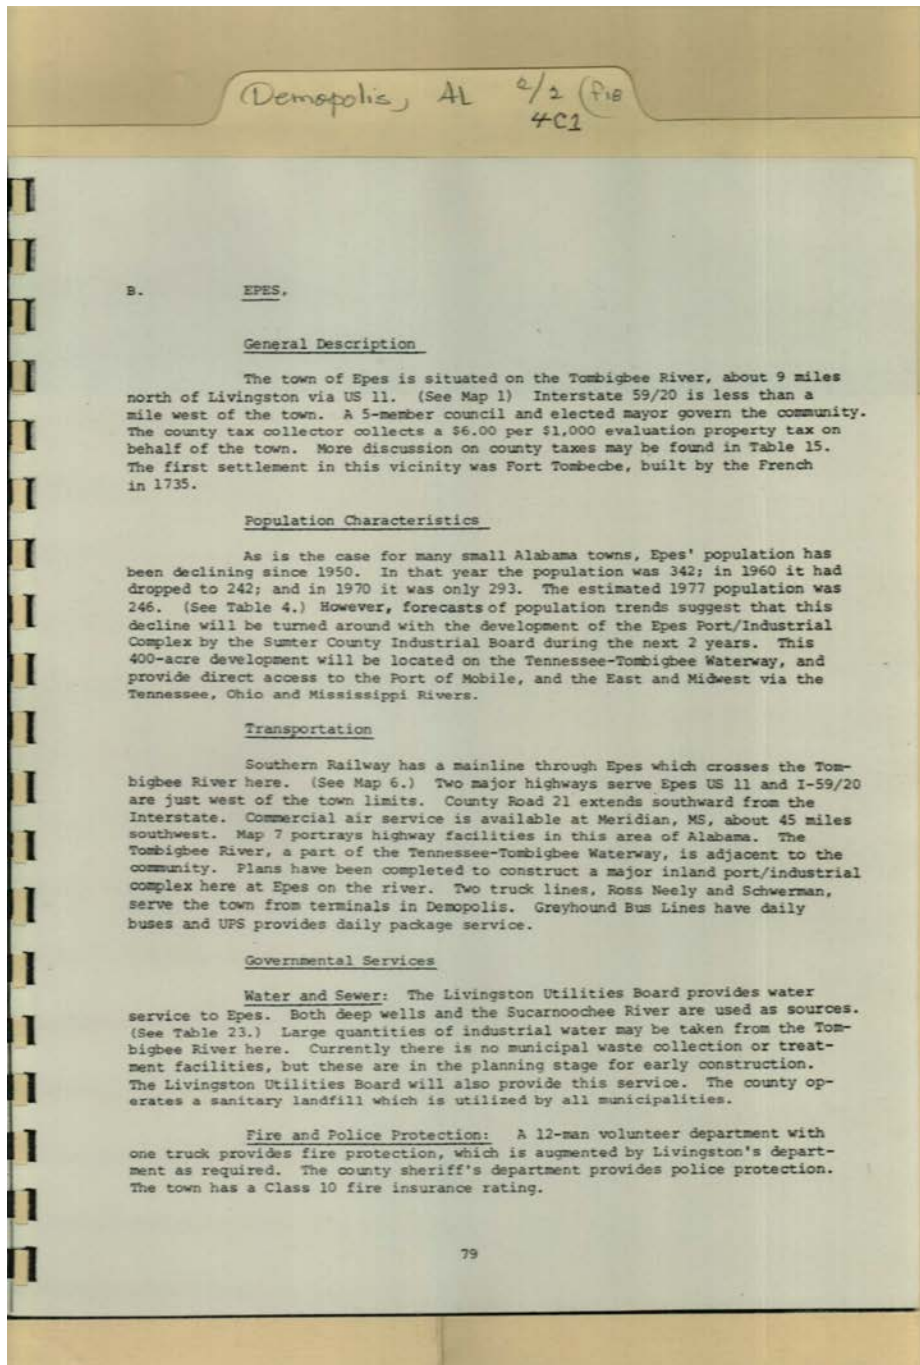 Demopolis, AL 2/2 (PIB
4C1
B. EPES.
General Description
The town of Epes is situated on the Tombigbee River, about 9 miles
north of Livingston via US 11. (See Map 1) Interstate 59/20 is less than a
mile west of the town. A 5-member council and elected mayor govern the community.
The county tax collector collects a $6.00 per $1,000 evaluation property tax on
behalf of the town. More discussion on county taxes may be found in Table 15.
The first settlement in this vicinity was Fort Tombecbe, built by the French
in 1735.
Population Characteristics
As is the case for many small Alabama towns, Epes' population has
been declining since 1950. In that year the population was 342; in 1960 it had
dropped to 242; and in 1970 it was only 293. The estimated 1977 population was
246. (See Table 4.) However, forecasts of population trends suggest that this
decline will be turned around with the development of the Epes Port/Industrial
Complex by the Sumter County Industrial Board during the next 2 years. This
400-acre development will be located on the Tennessee-Tombigbee Waterway, and
provide direct access to the Port of Mobile, and the East and Midwest via the
Tennessee, Ohio and Mississippi Rivers.
Transportation
Southern Railway has a mainline through Epes which crosses the Tom-
bigbee River here. (See Map 6.) Two major highways serve Epes US 11 and I-59/20
are just west of the town limits. County Road 21 extends southward from the
Interstate. Commercial air service is available at Meridian, MS, about 45 miles
southwest. Map 7 portrays highway facilities in this area of Alabama. The
Tombigbee River, a part of the Tennessee-Tombigbee Waterway, is adjacent to the
community. Plans have been completed to construct a major inland port/industrial
complex here at Epes on the river. Two truck lines, Ross Neely and Schwerman,
serve the town from terminals in Demopolis. Greyhound Bus Lines have daily
buses and UPS provides daily package service.
Governmental Services
Water and Sewer: The Livingston Utilities Board provides water
service to Epes. Both deep wells and the Sucarnoochee River are used as sources.
(See Table 23.) Large quantities of industrial water may be taken from the Tom-
bigbee River here. Currently there is no municipal waste collection or treat-
ment facilities, but these are in the planning stage for early construction.
The Livingston Utilities Board will also provide this service. The county op-
erates a sanitary landfill which is utilized by all municipalities.
Fire and Police Protection: A 12-man volunteer department with
one truck provides fire protection, which is augmented by Livingston's depart-
ment as required. The county sheriff's department provides police protection.
The town has a Class 10 fire insurance rating.
79